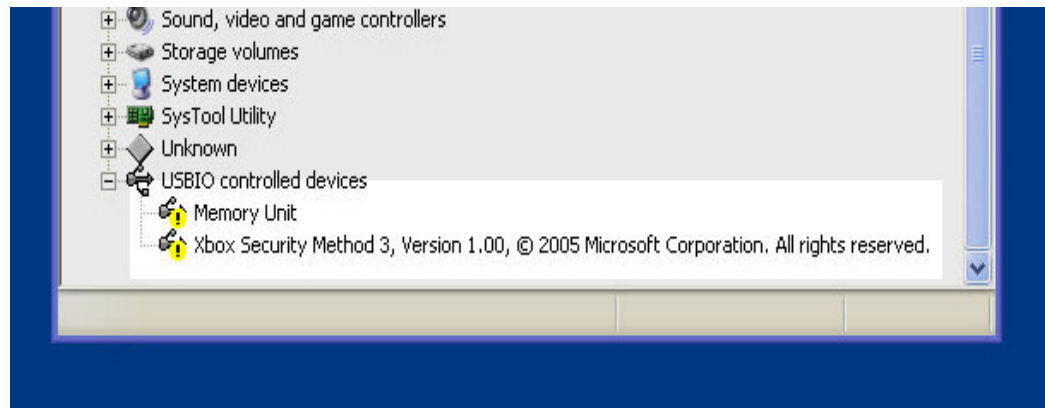 Sound, video and game controllers
Storage volumes
System devices
SysTool Utility
Unknown
USBIO controlled devices
Memory Unit
Xbox Security Method 3, Version 1.00, © 2005 Microsoft Corporation. All rights reserved.